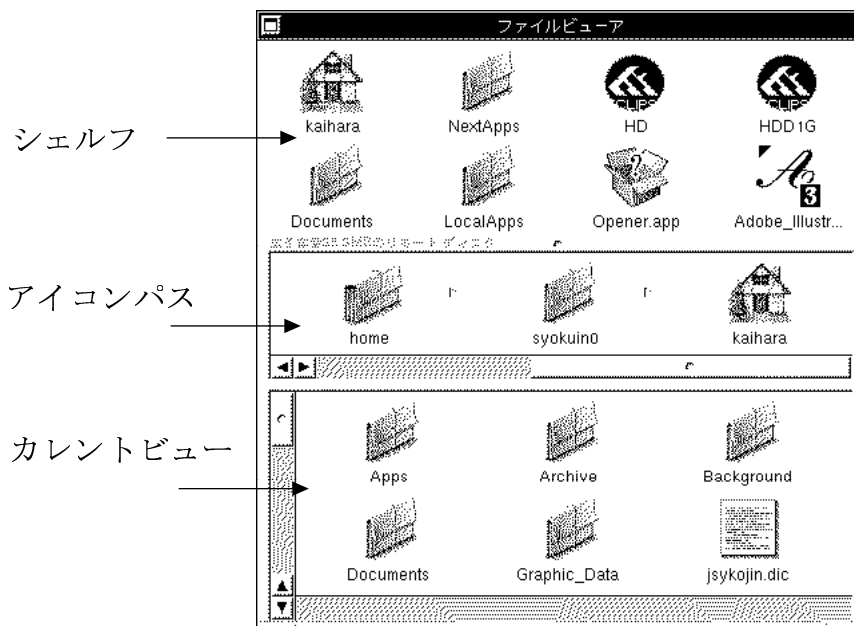 ファイルビューア
kaihara NextApps HD HDD1G
シェルフ
Documents LocalApps Opener.app Adobe_Illustr...
3
アイコンパス
home syokuin0 kaihara
カレントビュー
Apps Archive Background
Documents Graphic_Data jsykojin.dic